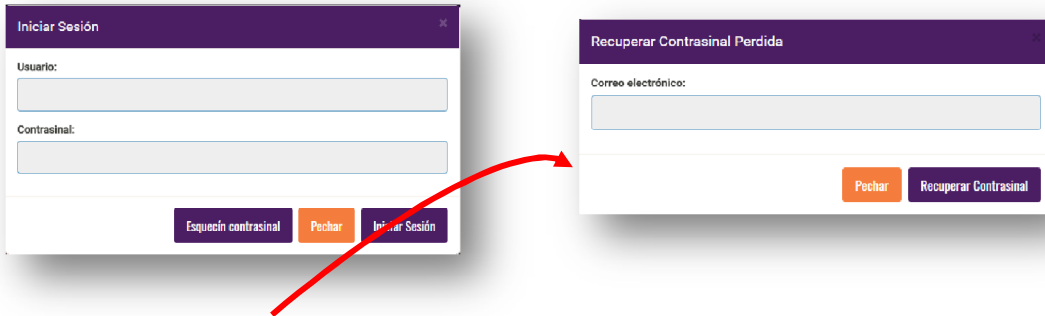 Iniciar Sesión
Usuario:
Contrasinal:
Esquecín contrasinal
Pechar
Iniciar Sesión
Recuperar Contrasinal Perdida
Correo electrónico:
Pechar
Recuperar Contrasinal